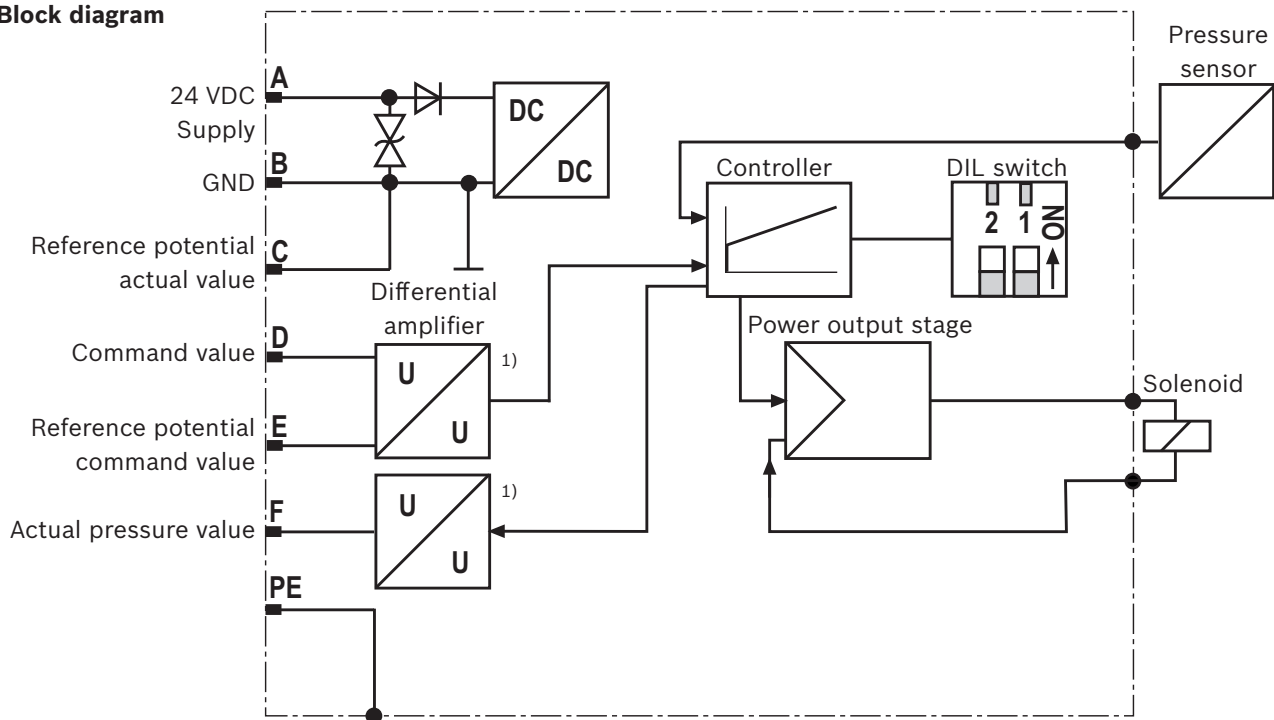 Block diagram
Pressure
sensor
A
24 VDC
Supply
DC
DC
B
GND
Controller
DIL switch
2 1 ON
Reference potential
actual value
C
Differential
amplifier
Power output stage
D
Command value
U
U
1)
Solenoid
Reference potential
command value
E
F
Actual pressure value
U
U
1)
PE